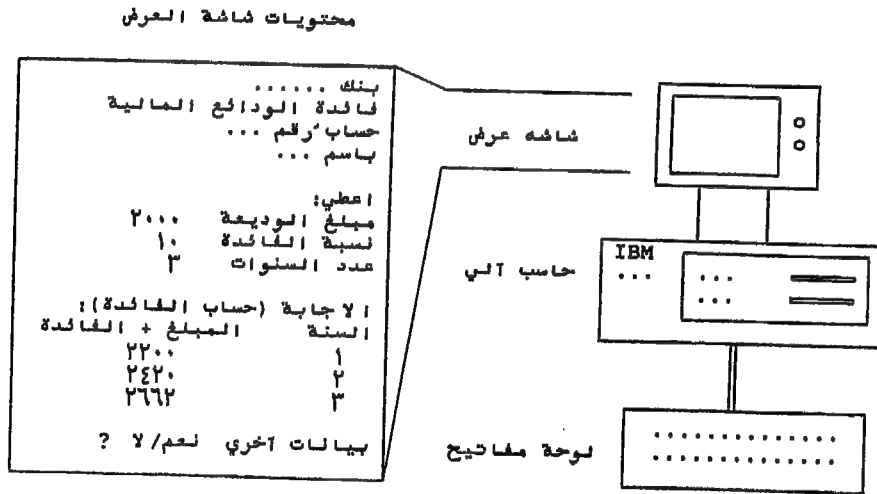 محتويات شاشة العرض
بنك ......
فائدة الودائع المالية
حساب رقم ...
باسم ...
اعطي:
مبلغ الوديعة ٢٠٠٠
نسبة الفائدة ١٠
عدد السنوات ٣
الاجابة (حساب الفائدة):
السنة المبلغ + الفائدة
١ ٢٢٠٠
٢ ٢٤٢٠
٣ ٢٦٦٢
بيانات آخري نعم/لا ?
شاشه عرض
IBM
حاسب آلي
لوحة مفاتيح